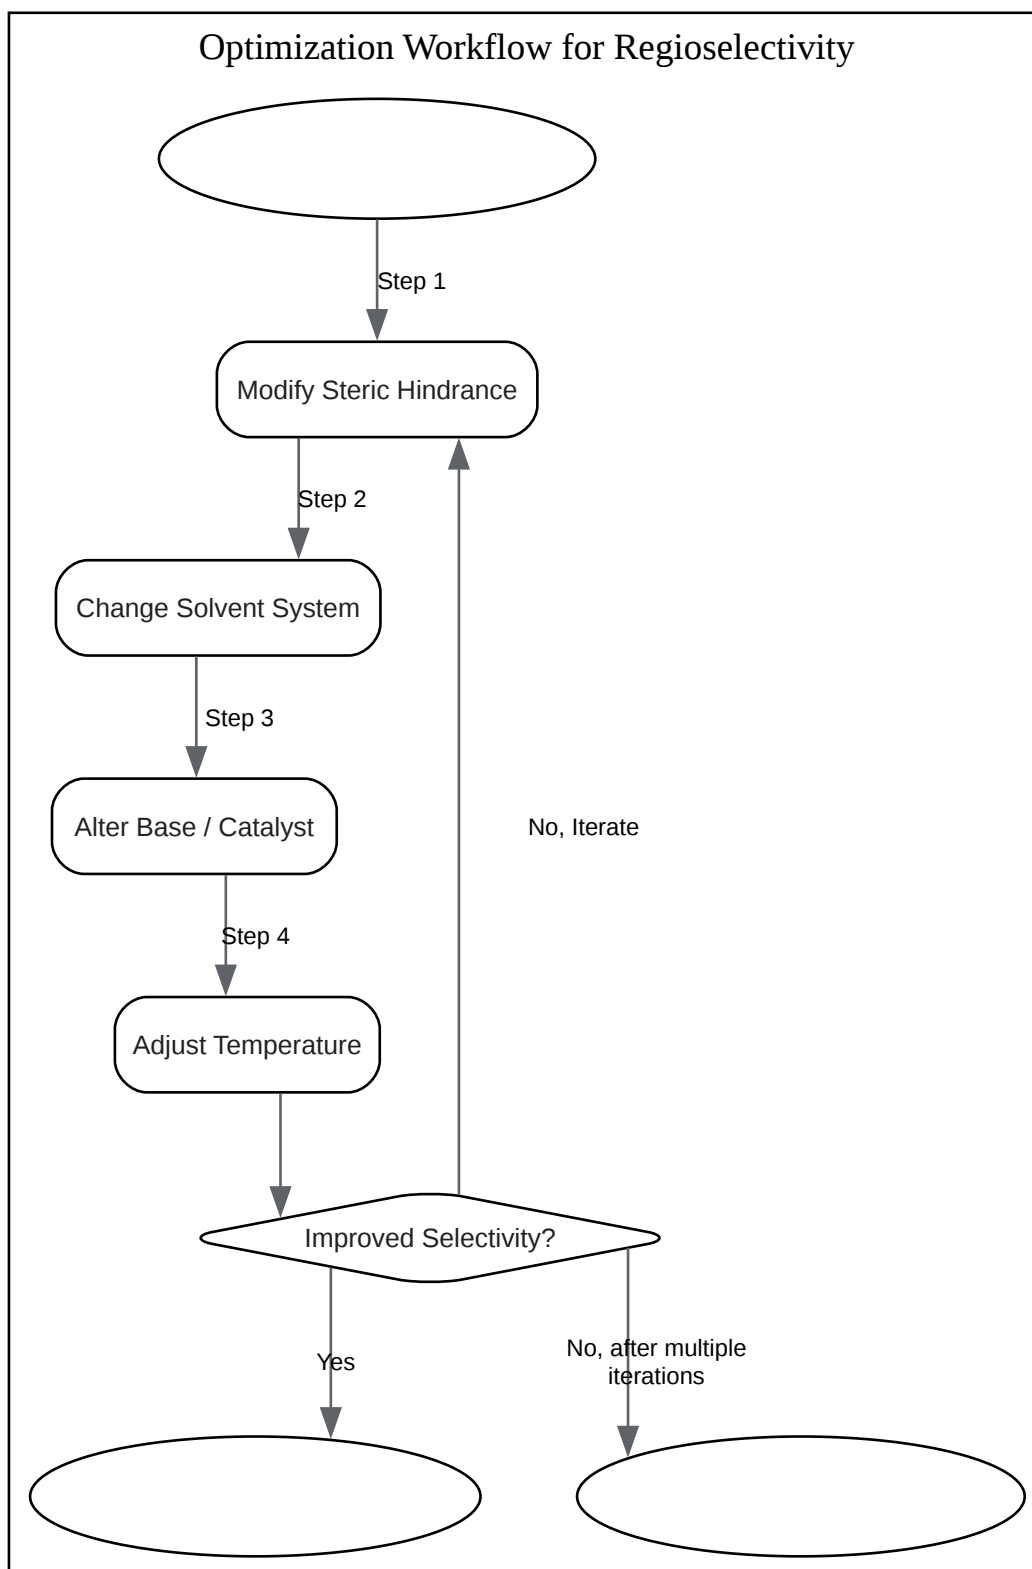 Optimization Workflow for Regioselectivity
Step 1
Modify Steric Hindrance
Step 2
Change Solvent System
Step 3
Alter Base / Catalyst
No, Iterate
Step 4
Adjust Temperature
Improved Selectivity?
Yes
No, after multiple
iterations